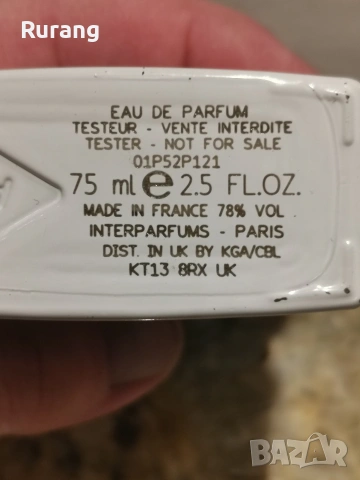 Rurang
EAU DE PARFUM
TESTEUR - VENTE INTERDITE
TESTER - NOT FOR SALE
01P52P121
75 ml e 2.5 FL.OZ.
MADE IN FRANCE 78% VOL
INTERPARFUMS - PARIS
DIST. IN UK BY KGA/CBL
KT13 8RX UK
BAZAR